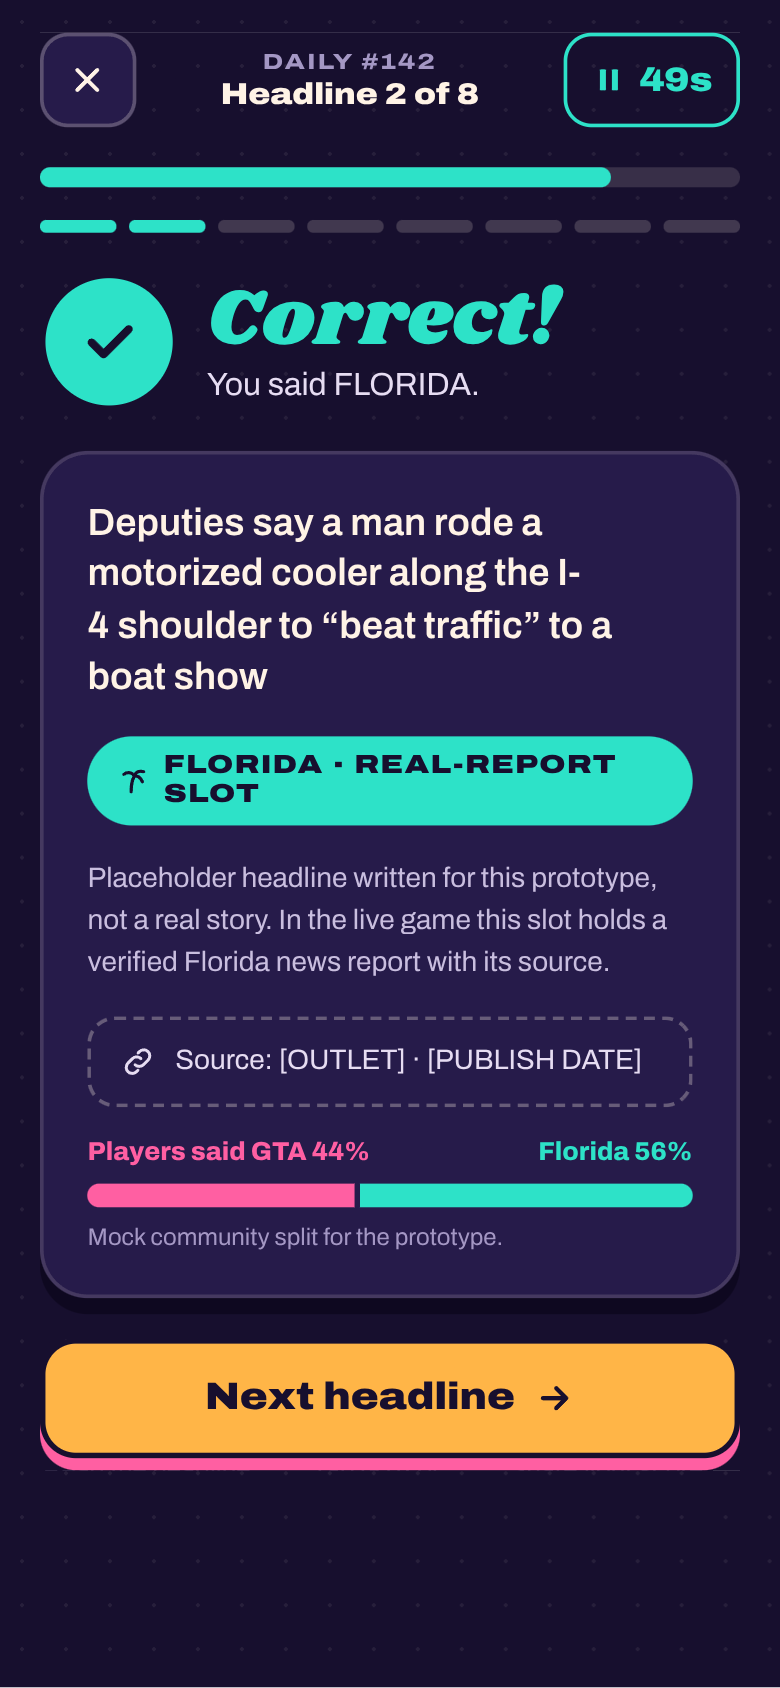 DAILY #142
Headline 2 of 8
49s
Correct!
You said FLORIDA.
Deputies say a man rode a
motorized cooler along the I-
4 shoulder to “beat traffic” to a
boat show
FLORIDA · REAL-REPORT
SLOT
Placeholder headline written for this prototype,
not a real story. In the live game this slot holds a
verified Florida news report with its source.
Source: [OUTLET] · [PUBLISH DATE]
Players said GTA 44%
Florida 56%
Mock community split for the prototype.
Next headline →